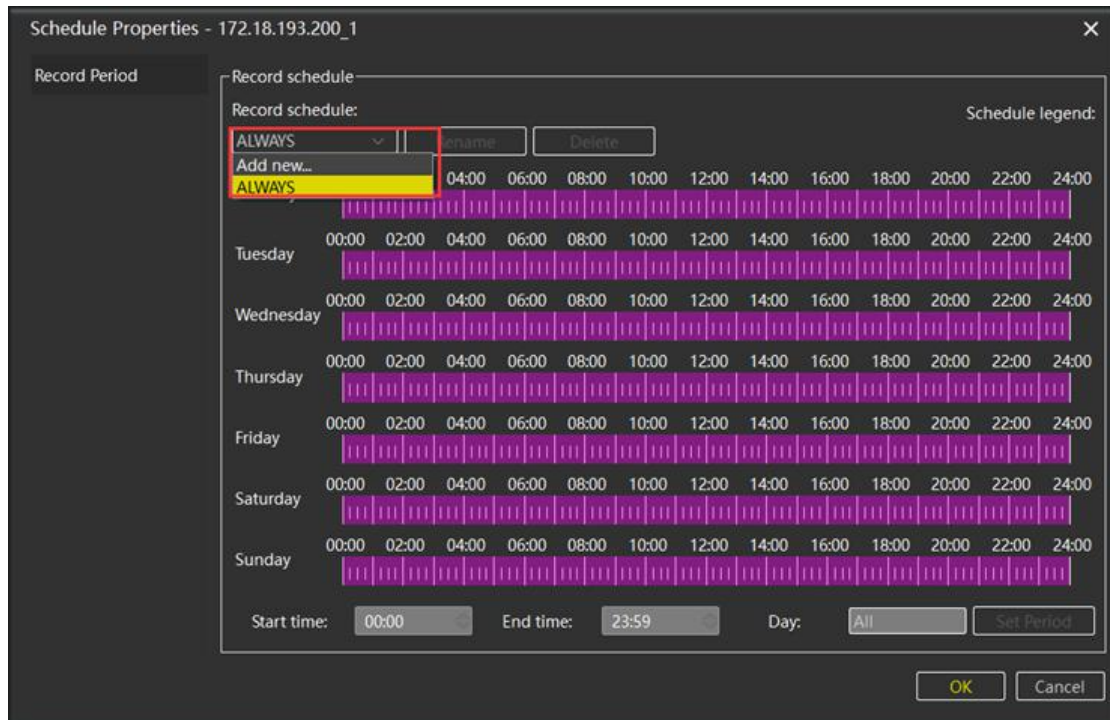 Schedule Properties - 172.18.193.200_1
Record Period
Record schedule
Record schedule:
Schedule legend:
ALWAYS
Rename Delete
Add new...
ALWAYS
04:00 06:00 08:00 10:00 12:00 14:00 16:00 18:00 20:00 22:00 24:00
00:00 02:00 04:00 06:00 08:00 10:00 12:00 14:00 16:00 18:00 20:00 22:00 24:00
Tuesday
00:00 02:00 04:00 06:00 08:00 10:00 12:00 14:00 16:00 18:00 20:00 22:00 24:00
Wednesday
00:00 02:00 04:00 06:00 08:00 10:00 12:00 14:00 16:00 18:00 20:00 22:00 24:00
Thursday
00:00 02:00 04:00 06:00 08:00 10:00 12:00 14:00 16:00 18:00 20:00 22:00 24:00
Friday
00:00 02:00 04:00 06:00 08:00 10:00 12:00 14:00 16:00 18:00 20:00 22:00 24:00
Saturday
00:00 02:00 04:00 06:00 08:00 10:00 12:00 14:00 16:00 18:00 20:00 22:00 24:00
Sunday
Start time: 00:00 End time: 23:59 Day: All Set Period
OK Cancel